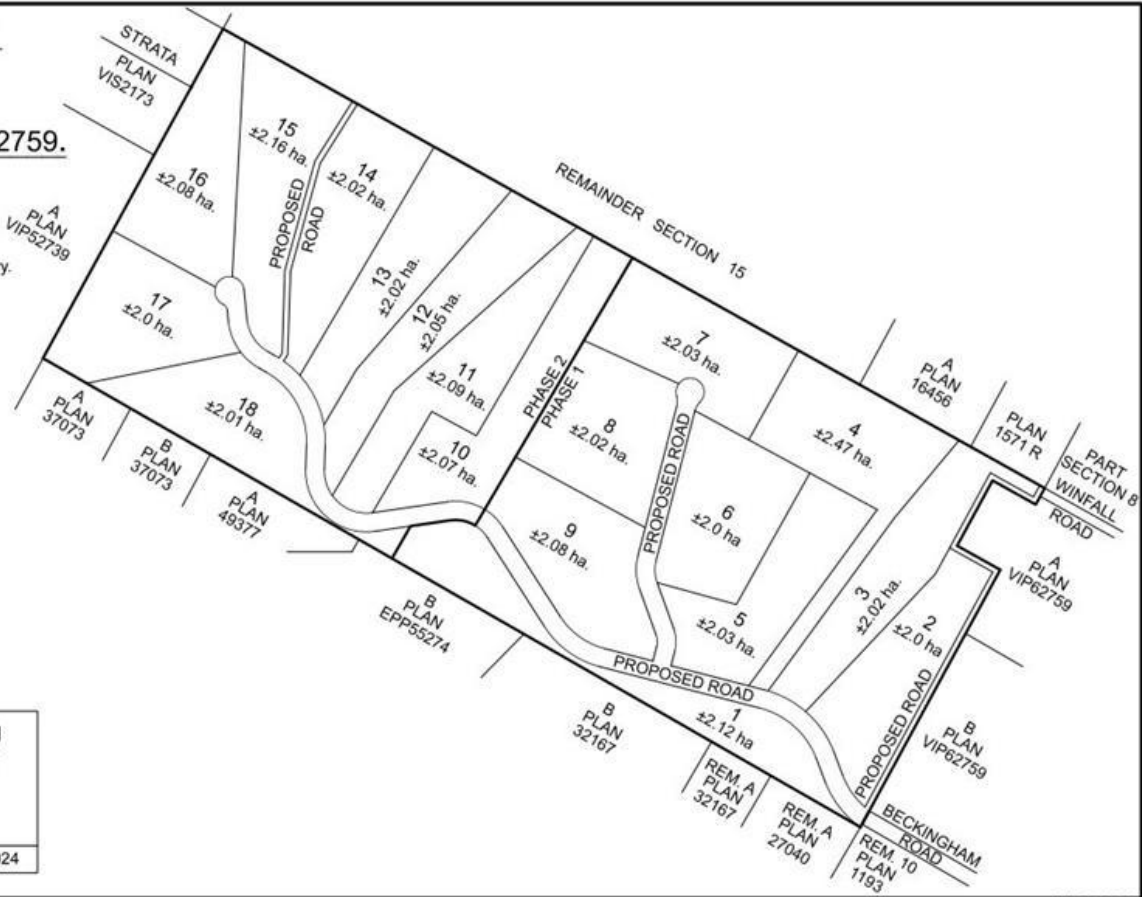 2759.
y.
STRATA
PLAN
VIS2173
A
PLAN
VIP52739
16
±2.08 ha.
15
±2.16 ha.
14
±2.02 ha.
PROPOSED
ROAD
REMAINDER SECTION 15
17
±2.0 ha.
13
±2.02 ha.
12
±2.05 ha.
18
±2.01 ha.
11
±2.09 ha.
10
±2.07 ha.
PHASE 2
PHASE 1
7
±2.03 ha.
8
±2.02 ha.
PROPOSED ROAD
4
±2.47 ha.
6
±2.0 ha
9
±2.08 ha.
5
±2.03 ha.
3
±2.02 ha.
2
±2.0 ha
PROPOSED ROAD
1
±2.12 ha
PROPOSED ROAD
A
PLAN
16456
PLAN
1571 R
PART
SECTION 8
WINFALL
ROAD
A
PLAN
VIP62759
B
PLAN
VIP62759
BECKINGHAM
ROAD
A
PLAN
37073
B
PLAN
37073
A
PLAN
49377
B
PLAN
EPP55274
B
PLAN
32167
REM. A
PLAN
32167
REM. A
PLAN
27040
REM. 10
PLAN
1193
24